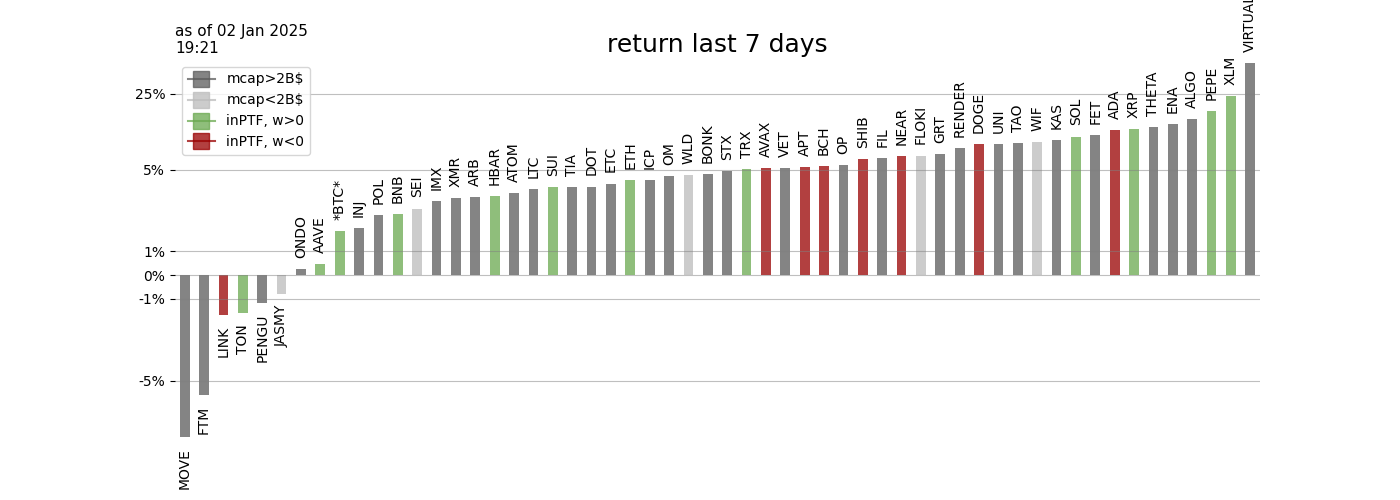 as of 02 Jan 2025
19:21
return last 7 days
mcap>2B$
mcap<2B$
inPTF, w>0
inPTF, w<0
25%
5%
1%
0%
-1%
-5%
MOVE
FTM
LINK
TON
PENGU
JASMY
ONDO
AAVE
*BTC*
INJ
POL
BNB
SEI
IMX
XMR
ARB
HBAR
ATOM
LTC
SUI
TIA
DOT
ETC
ETH
ICP
OM
WLD
BONK
STX
TRX
AVAX
VET
APT
BCH
OP
SHIB
FIL
NEAR
FLOKI
GRT
RENDER
DOGE
UNI
TAO
WIF
KAS
SOL
FET
ADA
XRP
THETA
ENA
ALGO
PEPE
XLM
VIRTUAL